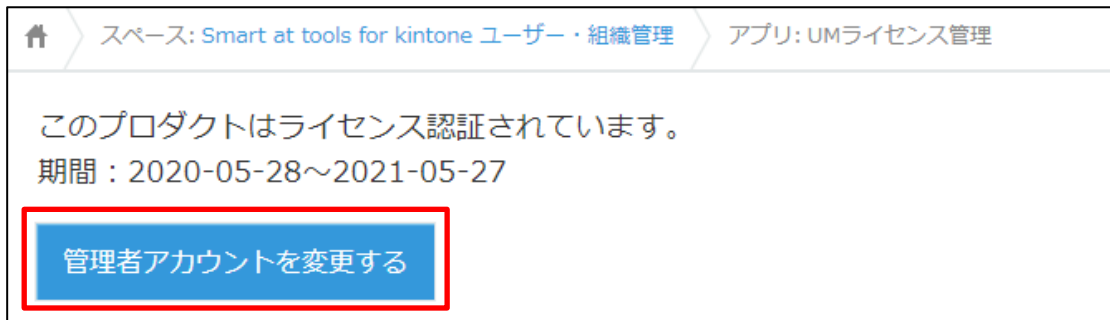 スペース: Smart at tools for kintone ユーザー・組織管理 アプリ: UMライセンス管理
このプロダクトはライセンス認証されています。
期間：2020-05-28～2021-05-27
管理者アカウントを変更する